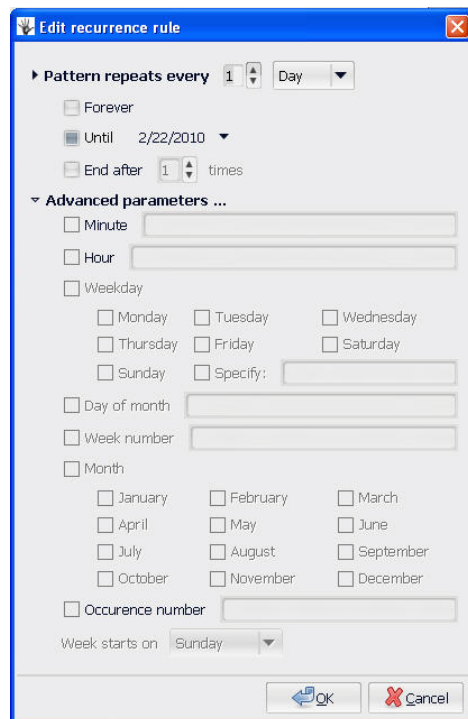 Edit recurrence rule
Pattern repeats every 1 Day
Forever
Until 2/22/2010
End after 1 times
Advanced parameters ...
Minute
Hour
Weekday
Monday Tuesday Wednesday
Thursday Friday Saturday
Sunday Specify:
Day of month
Week number
Month
January February March
April May June
July August September
October November December
Occurence number
Week starts on Sunday
OK Cancel